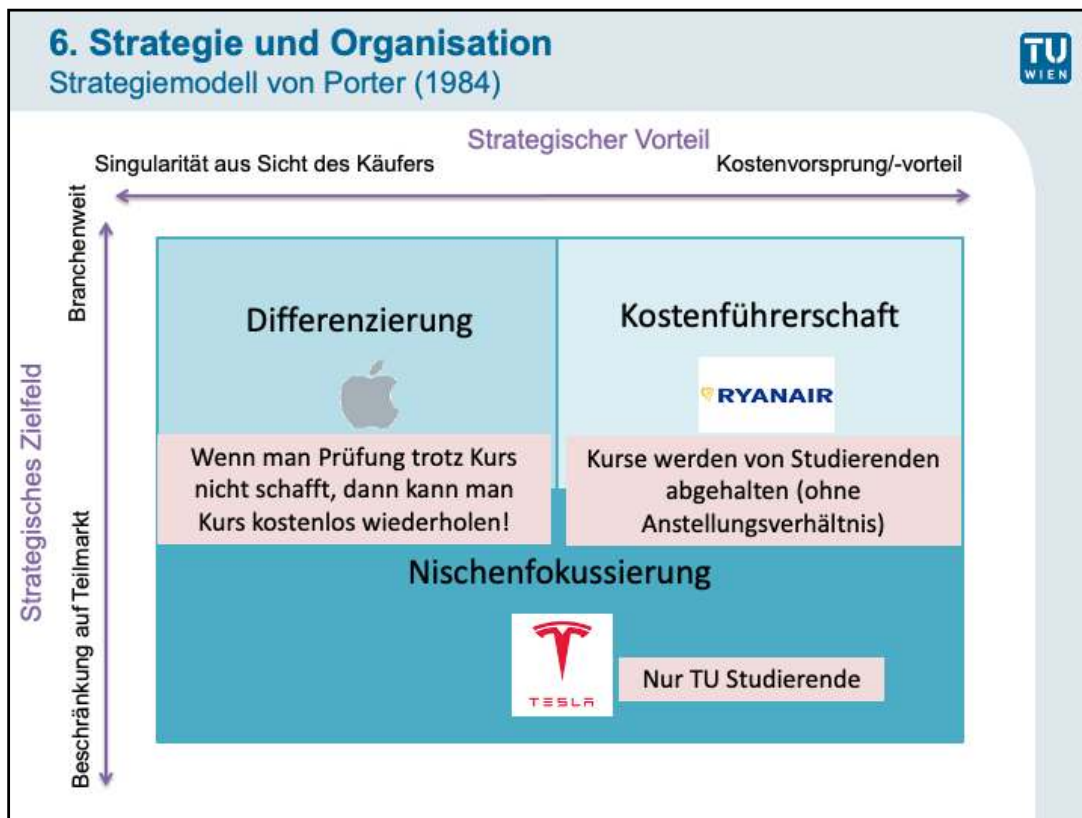 6. Strategie und Organisation
Strategiemodell von Porter (1984)
TU
WIEN
Strategischer Vorteil
Singularität aus Sicht des Käufers
Kostenvorsprung/-vorteil
Strategisches Zielfeld
Branchenweit
Beschränkung auf Teilmarkt
Differenzierung
Wenn man Prüfung trotz Kurs
nicht schafft, dann kann man
Kurs kostenlos wiederholen!
Kostenführerschaft
RYANAIR
Kurse werden von Studierenden
abgehalten (ohne
Anstellungsverhältnis)
Nischenfokussierung
TESLA
Nur TU Studierende